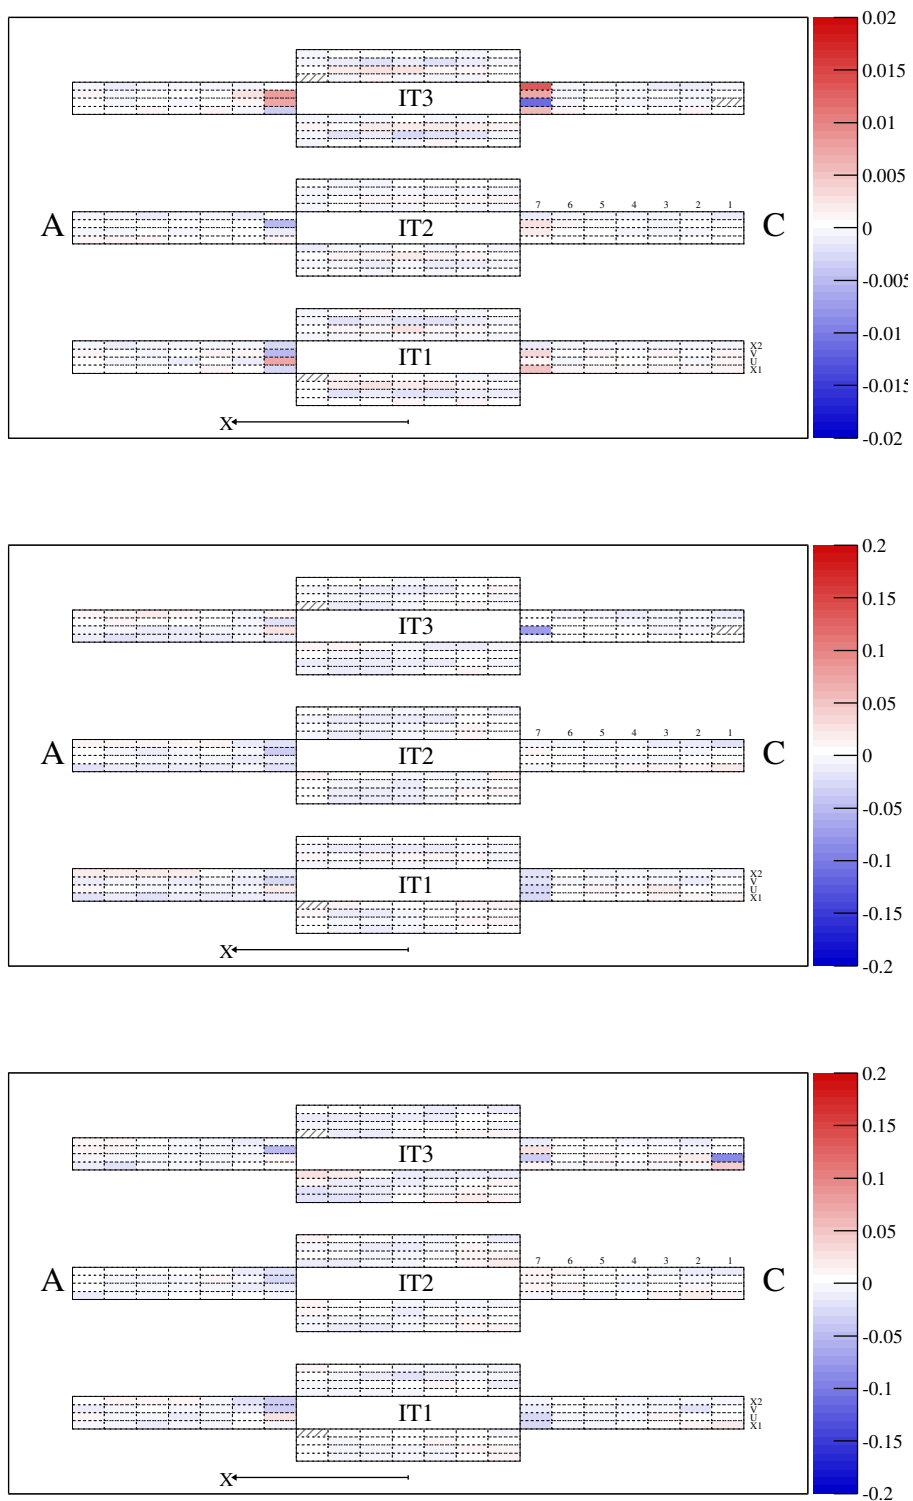 0.02
0.015
IT3
0.01
0.005
7 6 5 4 3 2 1
A IT2 C 0
-0.005
-0.01
X2
V
IT1 U
X1
-0.015
X
-0.02
0.2
0.15
IT3
0.1
0.05
7 6 5 4 3 2 1
A IT2 C 0
-0.05
-0.1
X2
V
IT1 U
X1
-0.15
X
-0.2
0.2
0.15
IT3
0.1
0.05
7 6 5 4 3 2 1
A IT2 C 0
-0.05
-0.1
X2
V
IT1 U
X1
-0.15
X
-0.2